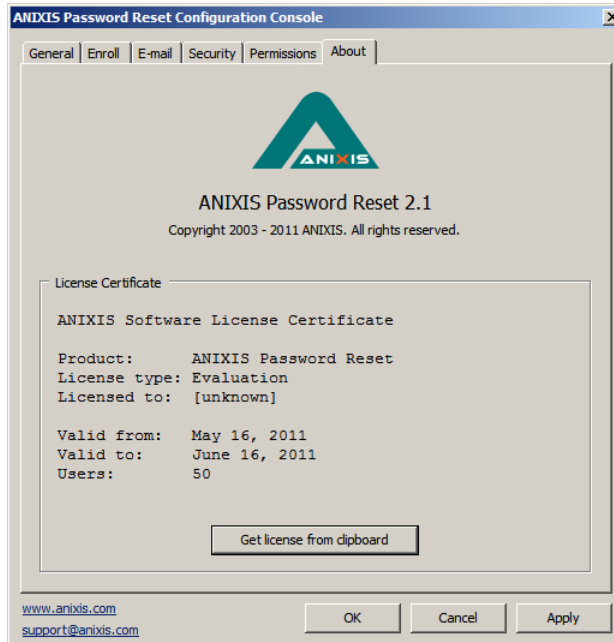 ANIXIS Password Reset Configuration Console
General Enroll E-mail Security Permissions About
ANIXIS
ANIXIS Password Reset 2.1
Copyright 2003 - 2011 ANIXIS. All rights reserved.
License Certificate
ANIXIS Software License Certificate
Product: ANIXIS Password Reset
License type: Evaluation
Licensed to: [unknown]
Valid from: May 16, 2011
Valid to: June 16, 2011
Users: 50
Get license from clipboard
www.anixis.com
support@anixis.com
OK Cancel Apply